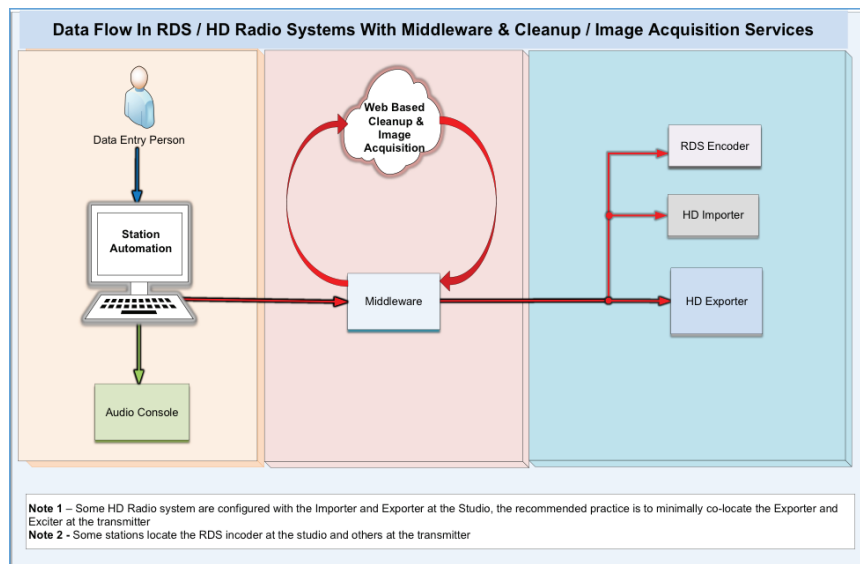 Data Flow In RDS / HD Radio Systems With Middleware & Cleanup / Image Acquisition Services
Data Entry Person
Station
Automation
Audio Console
Web Based
Cleanup &
Image
Acquisition
Middleware
RDS Encoder
HD Importer
HD Exporter
Note 1 – Some HD Radio system are configured with the Importer and Exporter at the Studio, the recommended practice is to minimally co-locate the Exporter and
Exciter at the transmitter
Note 2 - Some stations locate the RDS incoder at the studio and others at the transmitter